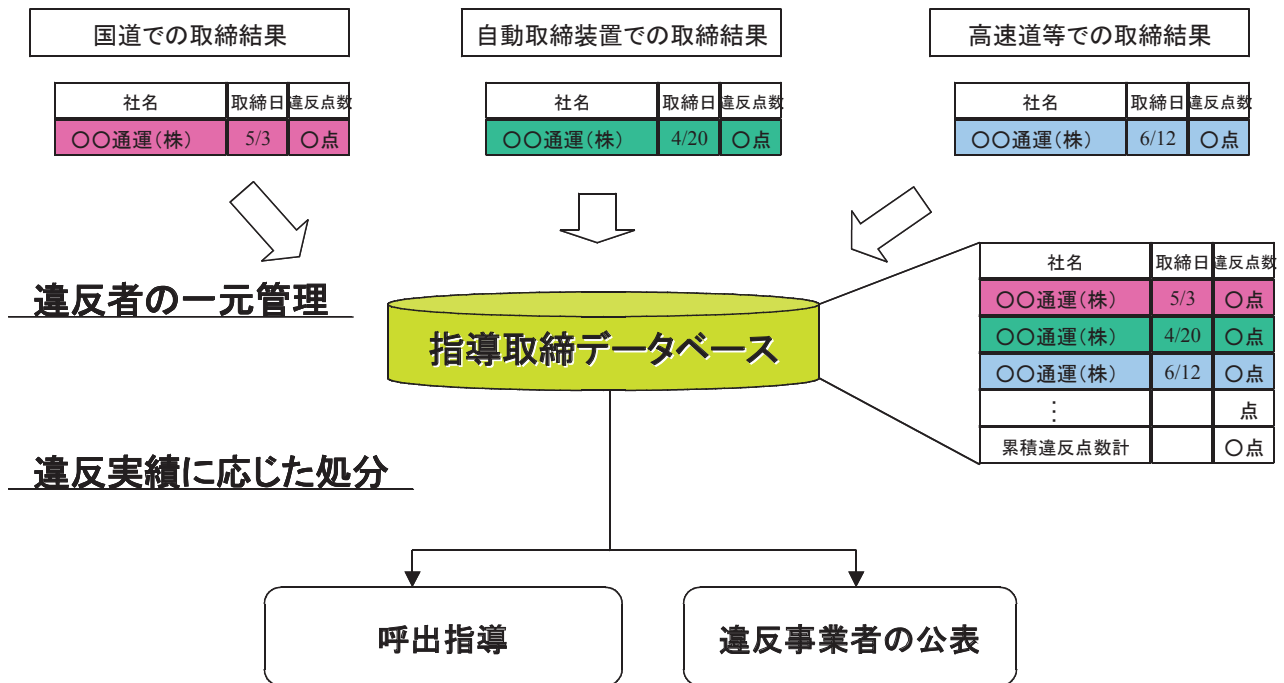 国道での取締結果
自動取締装置での取締結果
高速道等での取締結果
社名 取締日 違反点数
〇〇通運(株) 5/3 〇点
社名 取締日 違反点数
〇〇通運(株) 4/20 〇点
社名 取締日 違反点数
〇〇通運(株) 6/12 〇点
違反者の一元管理
指導取締データベース
社名 取締日 違反点数
〇〇通運(株) 5/3 〇点
〇〇通運(株) 4/20 〇点
〇〇通運(株) 6/12 〇点
⋮ 点
累積違反点数計 〇点
違反実績に応じた処分
呼出指導
違反事業者の公表